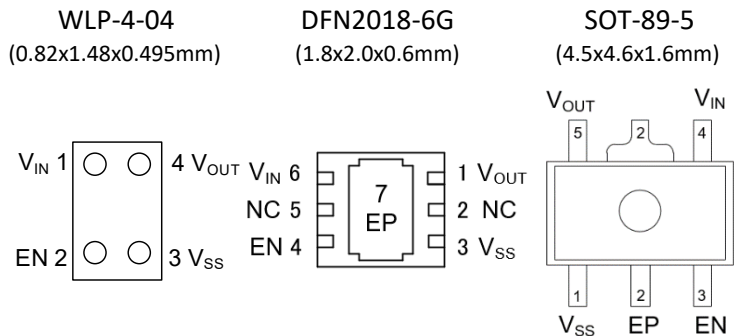 WLP-4-04
(0.82x1.48x0.495mm)
DFN2018-6G
(1.8x2.0x0.6mm)
SOT-89-5
(4.5x4.6x1.6mm)
VIN 1
4 VOUT
EN 2
3 VSS
VIN 6
1 VOUT
NC 5
2 NC
EN 4
3 VSS
7
EP
VOUT
VIN
5
2
4
1
2
3
VSS
EP
EN